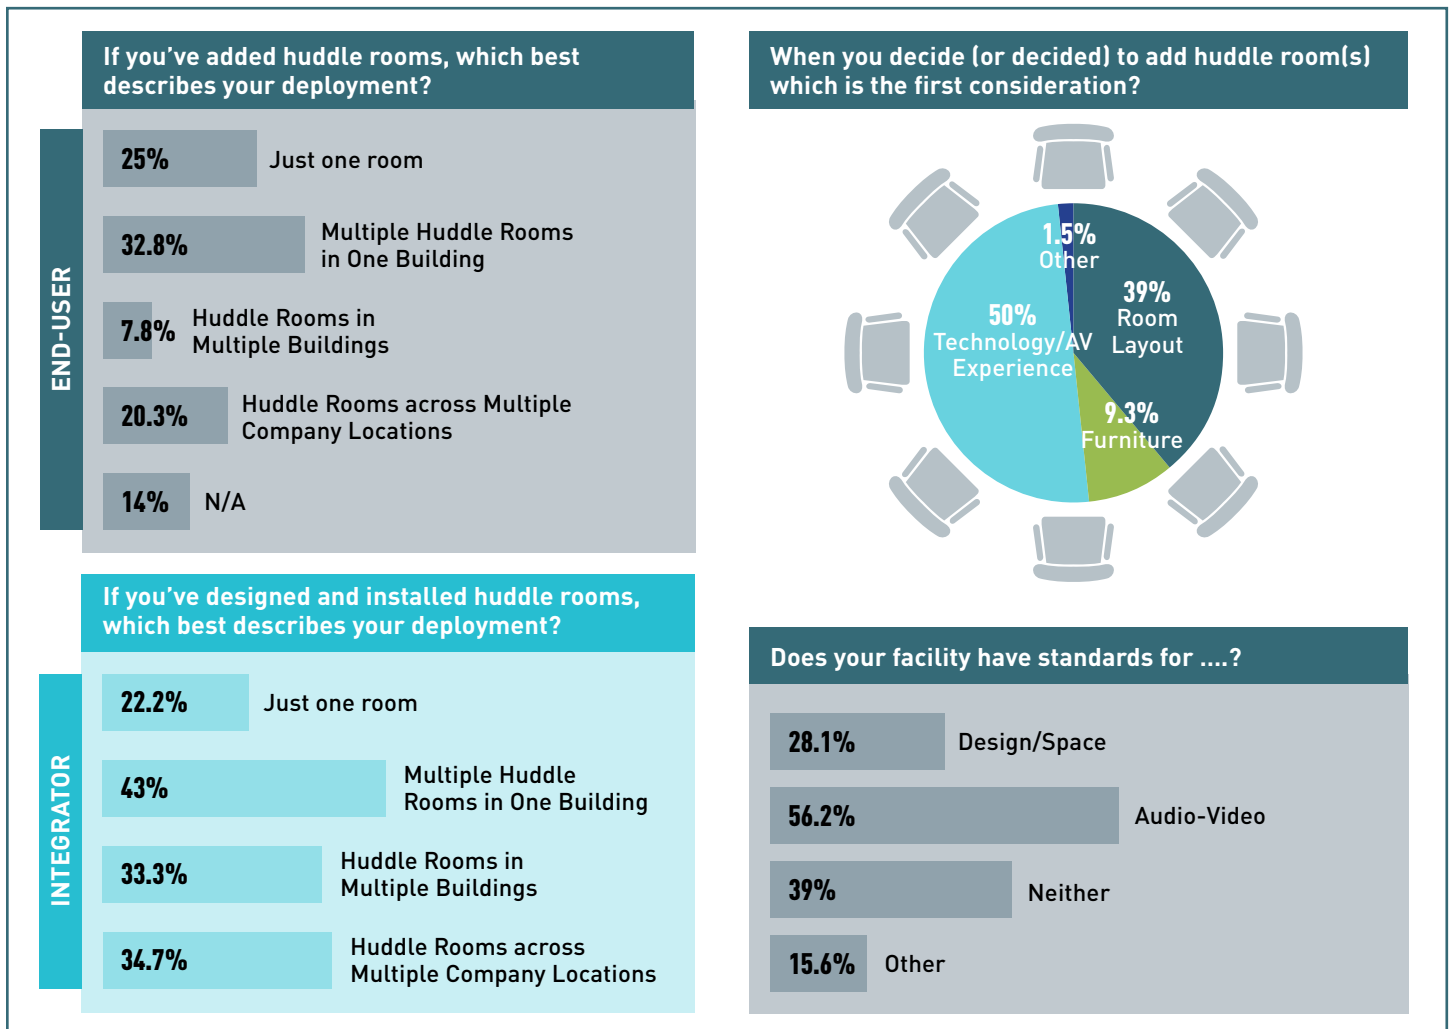 If you’ve added huddle rooms, which best
describes your deployment?
END-USER
25%
Just one room
32.8%
Multiple Huddle Rooms
in One Building
7.8%
Huddle Rooms in
Multiple Buildings
20.3%
Huddle Rooms across Multiple
Company Locations
14%
N/A
If you’ve designed and installed huddle rooms,
which best describes your deployment?
INTEGRATOR
22.2%
Just one room
43%
Multiple Huddle
Rooms in One Building
33.3%
Huddle Rooms in
Multiple Buildings
34.7%
Huddle Rooms across
Multiple Company Locations
When you decide (or decided) to add huddle room(s)
which is the first consideration?
1.5%
Other
39%
Room
Layout
50%
Technology/AV
Experience
9.3%
Furniture
Does your facility have standards for ....?
28.1%
Design/Space
56.2%
Audio-Video
39%
Neither
15.6%
Other